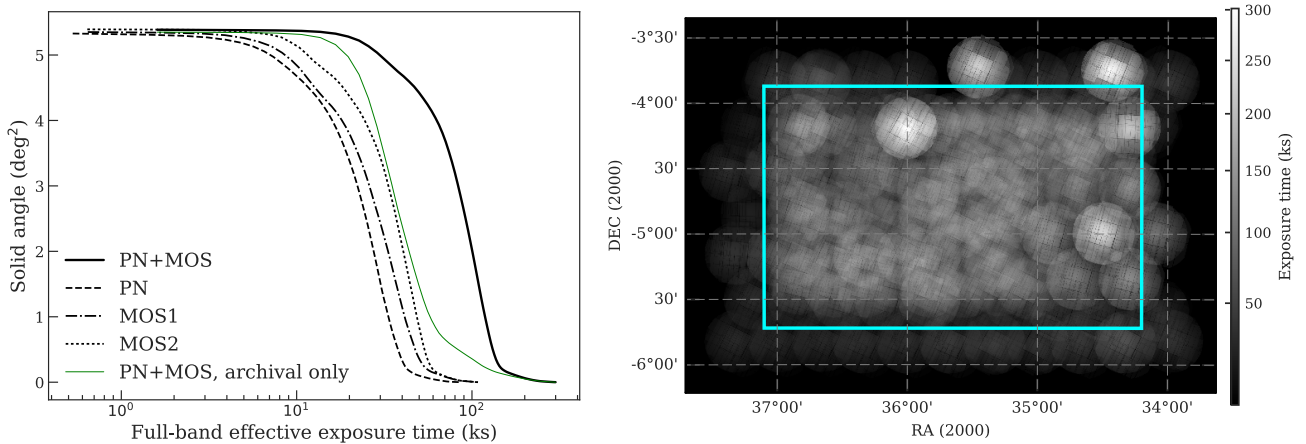 Solid angle (deg²)
5
4
3
2
1
0
PN+MOS
PN
MOS1
MOS2
PN+MOS, archival only
10⁰
10¹
10²
Full-band effective exposure time (ks)
DEC (2000)
-3°30'
-4°00'
30'
-5°00'
30'
-6°00'
37°00'
36°00'
35°00'
34°00'
RA (2000)
300
200
100
50
Exposure time (ks)